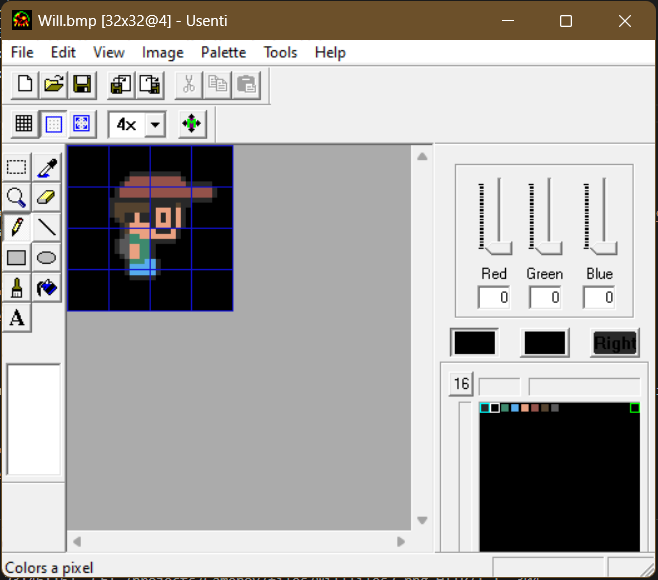 Will.bmp [32x32@4] - Usenti
File Edit View Image Palette Tools Help
4x
A
Red Green Blue
0 0 0
Right
16
Colors a pixel